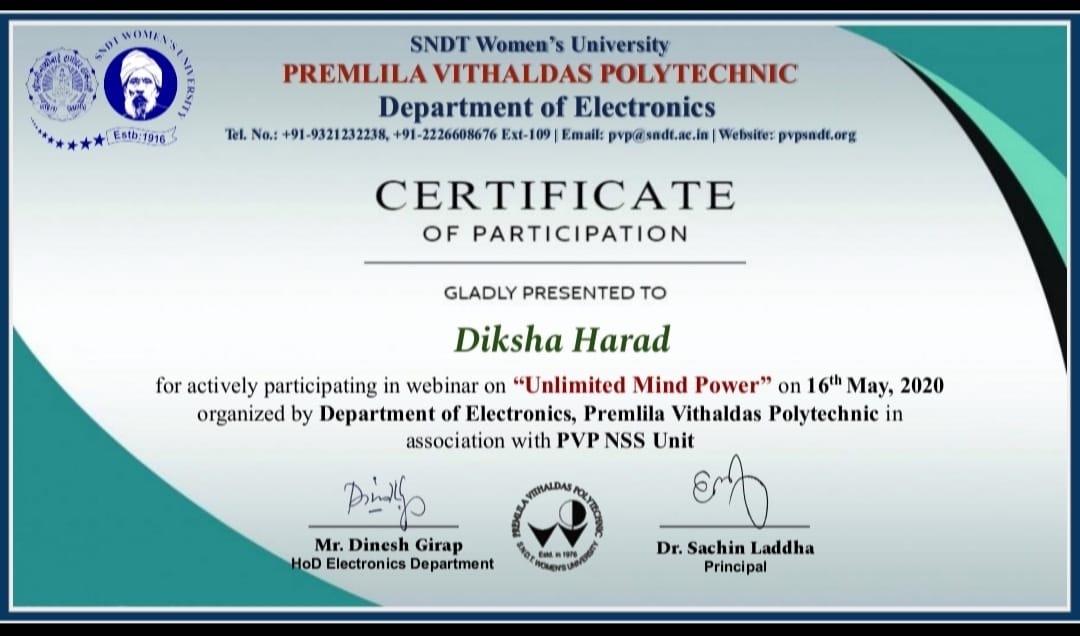 SNDT WOMEN'S UNIVERSITY
Estb.1916
SNDT Women's University
PREMLILA VITHALDAS POLYTECHNIC
Department of Electronics
Tel. No.: +91-9321232238, +91-2226608676 Ext-109 | Email: pvp@sndt.ac.in | Website: pvpsndt.org
CERTIFICATE
OF PARTICIPATION
GLADLY PRESENTED TO
Diksha Harad
for actively participating in webinar on “Unlimited Mind Power” on 16th May, 2020
organized by Department of Electronics, Premlila Vithaldas Polytechnic in
association with PVP NSS Unit
PREMLILA VITHALDAS POLYTECHNIC
Estd. in 1976
S.N.D.T. WOMEN'S UNIVERSITY
Mr. Dinesh Girap
HoD Electronics Department
Dr. Sachin Laddha
Principal